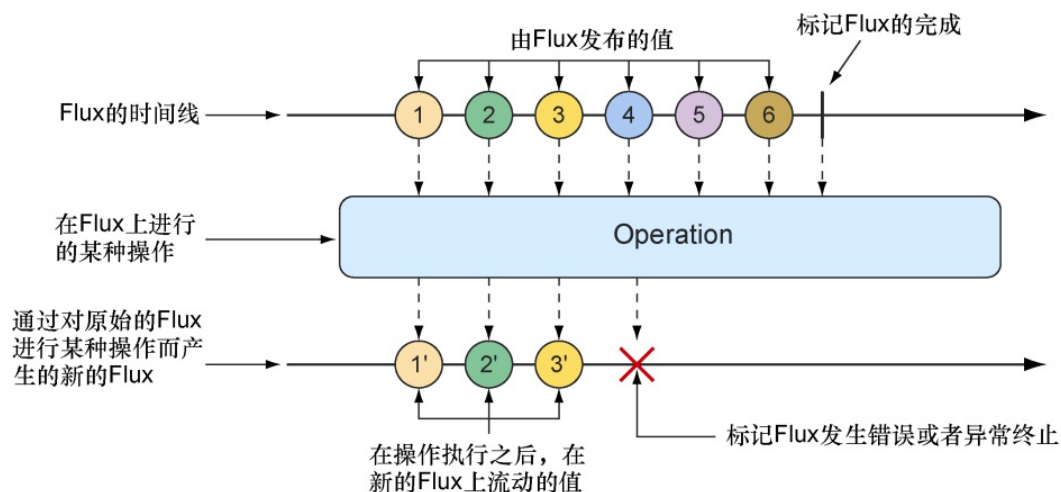 由Flux发布的值
标记Flux的完成
Flux的时间线
1 2 3 4 5 6
在Flux上进行
的某种操作
Operation
通过对原始的Flux
进行某种操作而产
生的新的Flux
1' 2' 3'
标记Flux发生错误或者异常终止
在操作执行之后，在
新的Flux上流动的值